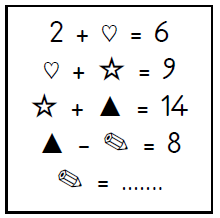 2 + ♡ = 6
♡ + ☆ = 9
☆ + ▲ = 14
▲ - ✏ = 8
✏ = .......